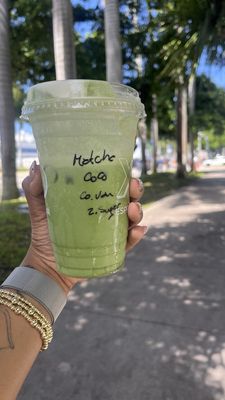 Matcha
CoCo
Co. Van
2. Sugar